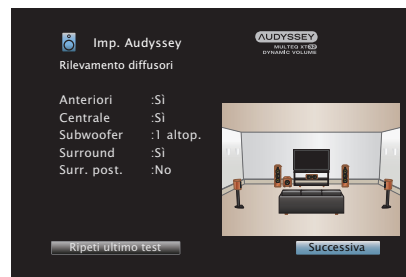 Imp. Audyssey
AUDYSSEY
MULTEQ XT32
DYNAMIC VOLUME
Rilevamento diffusori
Anteriori :Sì
Centrale :Sì
Subwoofer :1 altop.
Surround :Sì
Surr. post. :No
Ripeti ultimo test
Successiva